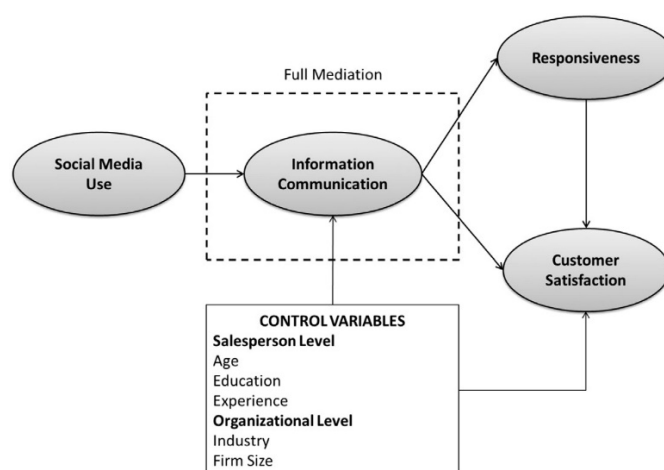 Responsiveness
Full Mediation
Social Media
Use
Information
Communication
Customer
Satisfaction
CONTROL VARIABLES
Salesperson Level
Age
Education
Experience
Organizational Level
Industry
Firm Size